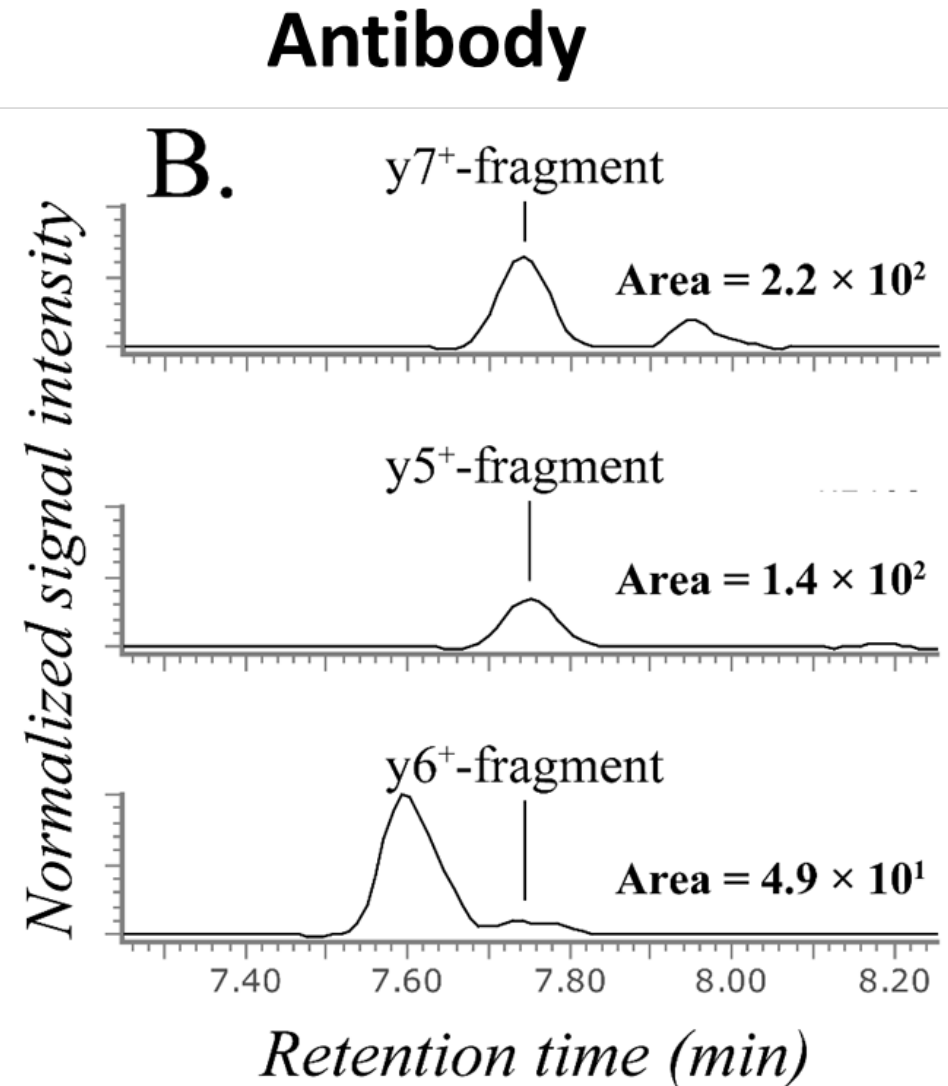 Antibody
B.
y7⁺-fragment
Area = 2.2 × 10²
y5⁺-fragment
Area = 1.4 × 10²
y6⁺-fragment
Area = 4.9 × 10¹
Normalized signal intensity
7.40 7.60 7.80 8.00 8.20
Retention time (min)